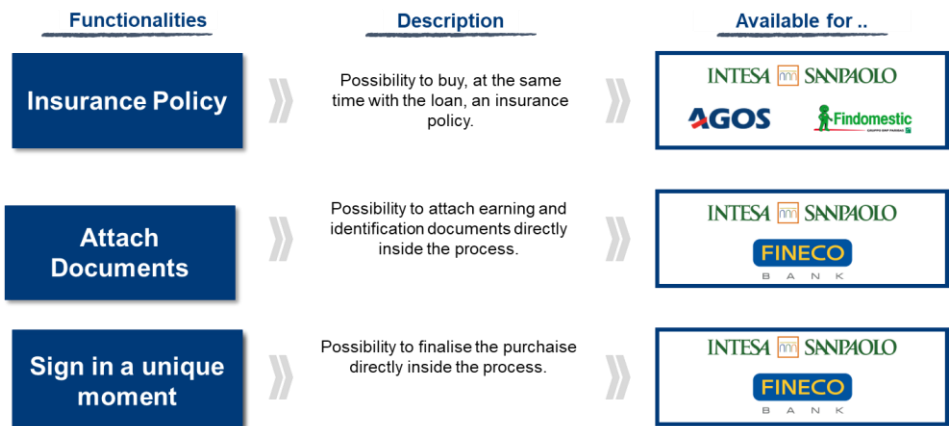 Functionalities
Description
Available for ..
Insurance Policy
Possibility to buy, at the same
time with the loan, an insurance
policy.
INTESA SANPAOLO
AGOS
Findomestic
Attach
Documents
Possibility to attach earning and
identification documents directly
inside the process.
INTESA SANPAOLO
FINECO
BANK
Sign in a unique
moment
Possibility to finalise the purchaise
directly inside the process.
INTESA SANPAOLO
FINECO
BANK